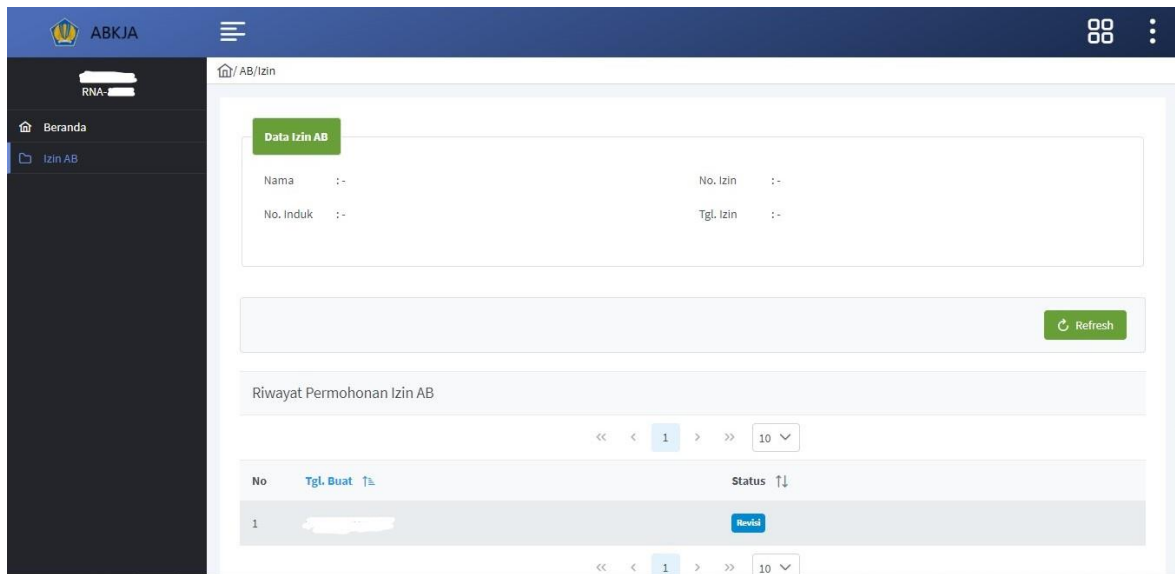 ABKJA
/ AB/Izin
RNA-
Beranda
Izin AB
Data Izin AB
Nama : - No. Izin : -
No. Induk : - Tgl. Izin : -
Refresh
Riwayat Permohonan Izin AB
<< < 1 > >> 10
No Tgl. Buat Status
1 Revisi
<< < 1 > >> 10